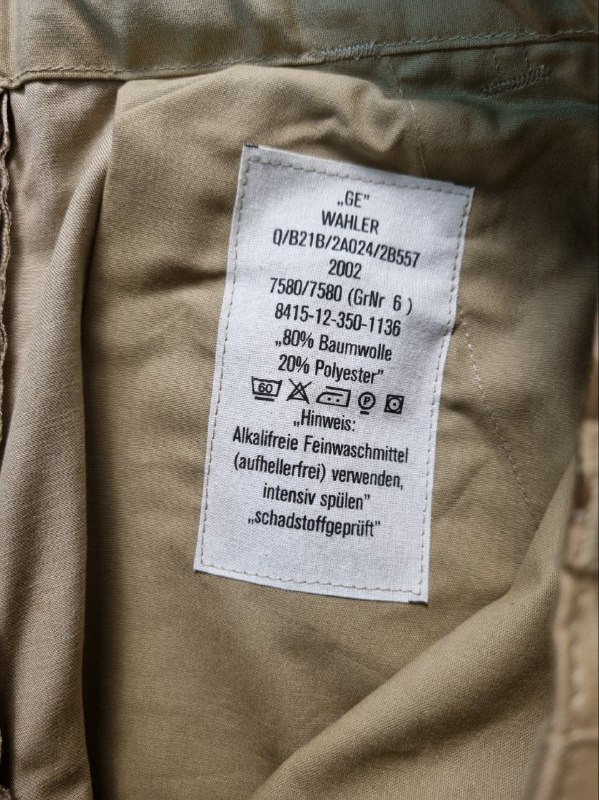 „GE"
WAHLER
Q/B21B/2A024/2B557
2002
7580/7580 (GrNr 6 )
8415-12-350-1136
„80% Baumwolle
20% Polyester"
60 P
„Hinweis:
Alkalifreie Feinwaschmittel
(aufhellerfrei) verwenden,
intensiv spülen"
„schadstoffgeprüft"